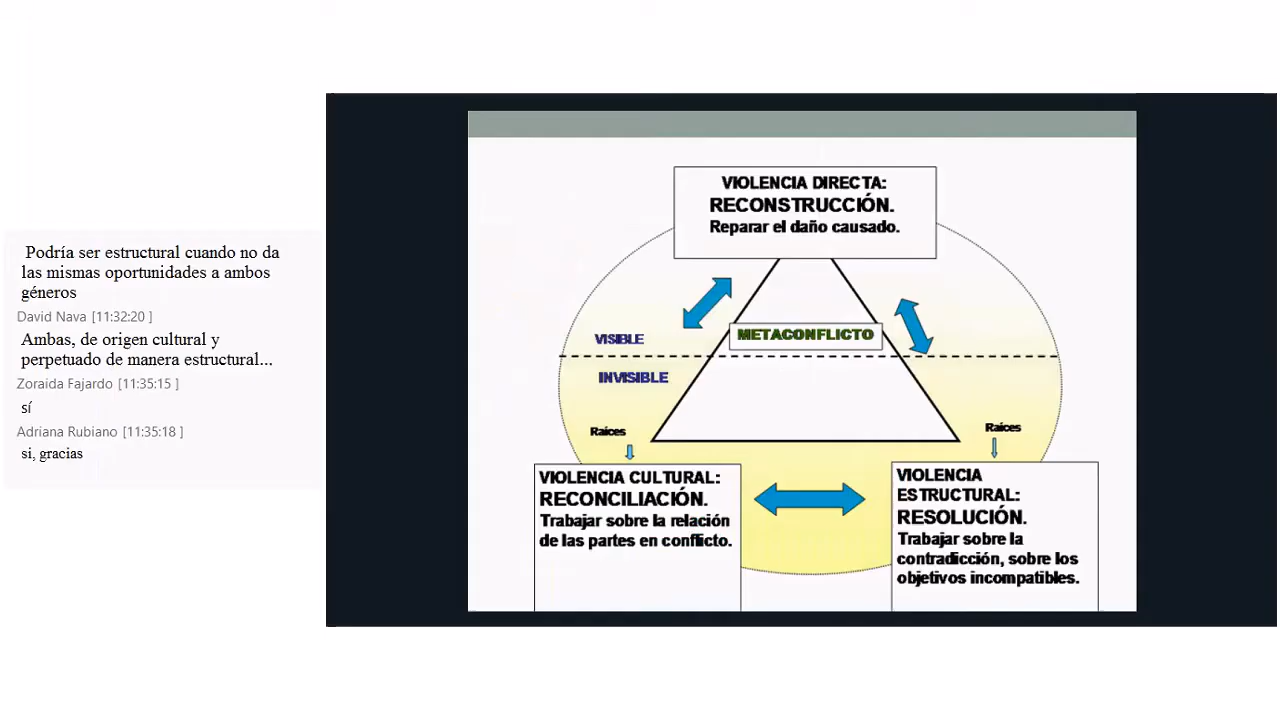 Podría ser estructural cuando no da
las mismas oportunidades a ambos
géneros
David Nava [11:32:20 ]
Ambas, de origen cultural y
perpetuado de manera estructural...
Zoraida Fajardo [11:35:15 ]
sí
Adriana Rubiano [11:35:18 ]
si, gracias
VIOLENCIA DIRECTA:
RECONSTRUCCIÓN.
Reparar el daño causado.
METACONFLICTO
VISIBLE
INVISIBLE
Raíces
Raíces
VIOLENCIA CULTURAL:
RECONCILIACIÓN.
Trabajar sobre la relación
de las partes en conflicto.
VIOLENCIA
ESTRUCTURAL:
RESOLUCIÓN.
Trabajar sobre la
contradicción, sobre los
objetivos incompatibles.